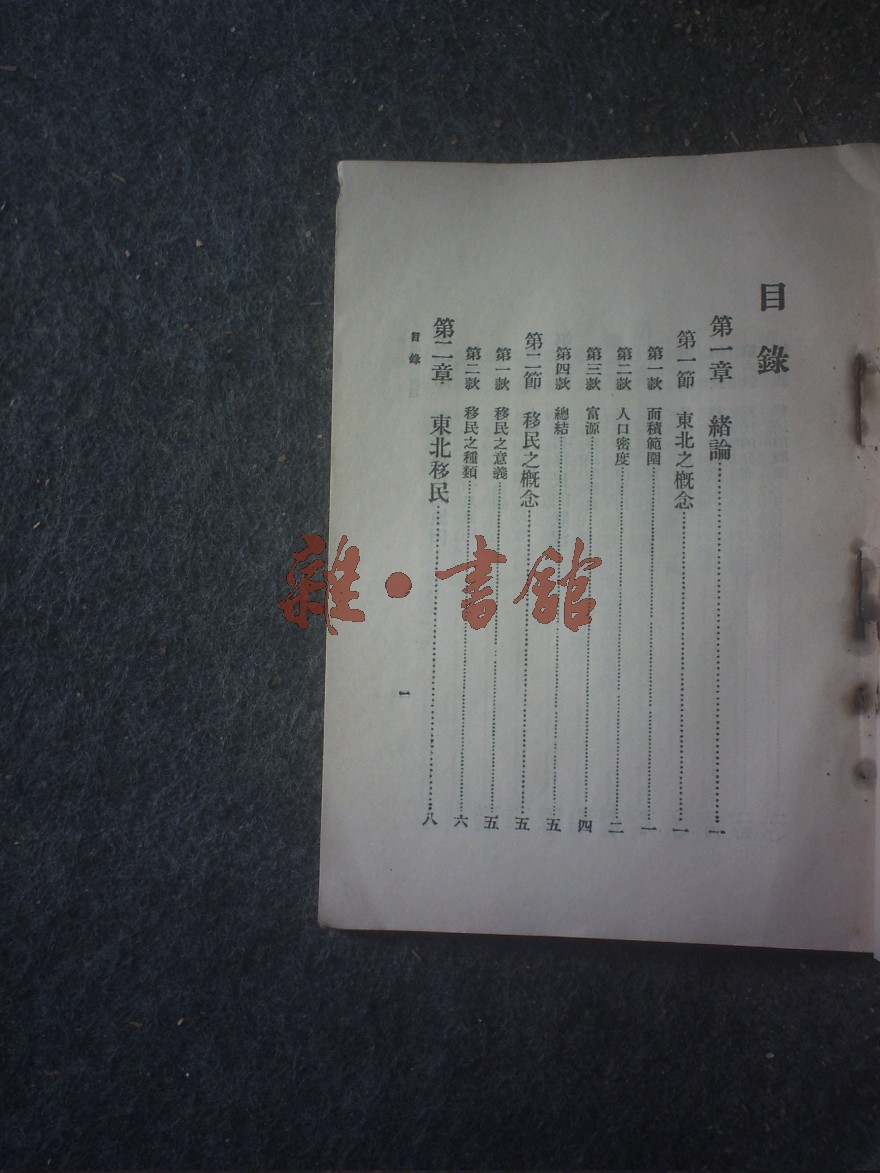 目錄
第一章 緒論……一
第一節 東北之概念……一
第一款 面積範圍……一
第二款 人口密度……二
第三款 富源……四
第四款 總結……五
第二節 移民之概念……五
第一款 移民之意義……五
第二款 移民之種類……六
第二章 東北移民……八
目錄
一
雜·書館